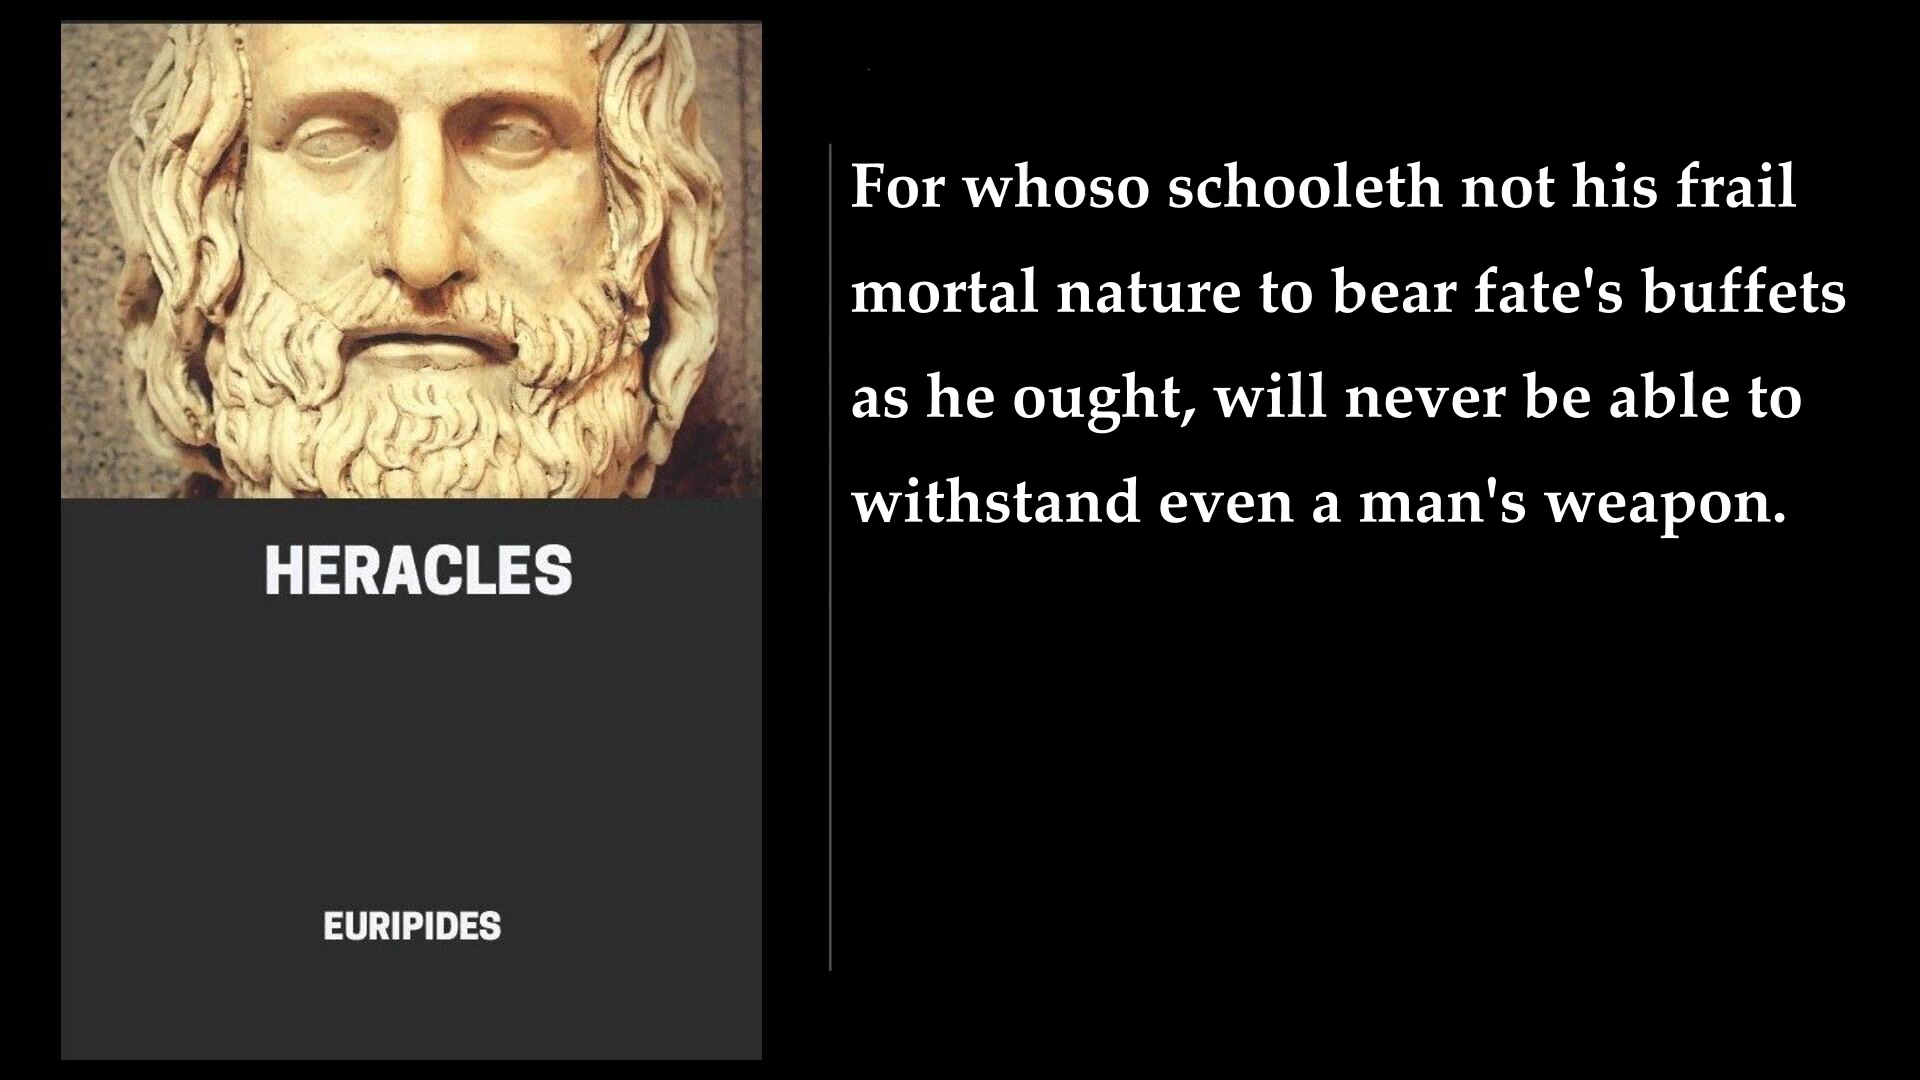 HERACLES
EURIPIDES
For whoso schooleth not his frail
mortal nature to bear fate's buffets
as he ought, will never be able to
withstand even a man's weapon.